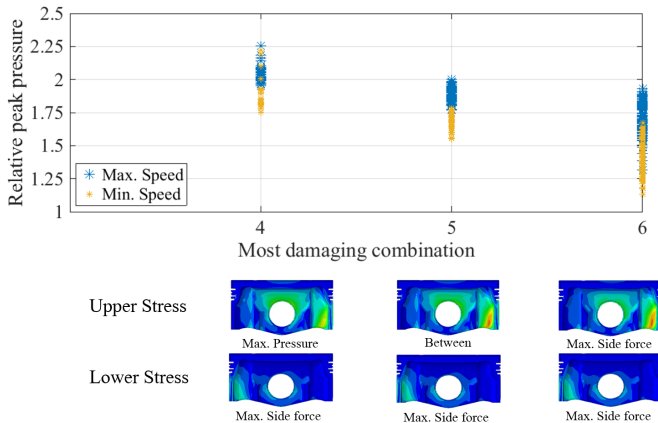 2.5
2.25
2
1.75
1.5
1.25
1
Relative peak pressure
Max. Speed
Min. Speed
4 5 6
Most damaging combination
Upper Stress
Max. Pressure Between Max. Side force
Lower Stress
Max. Side force Max. Side force Max. Side force